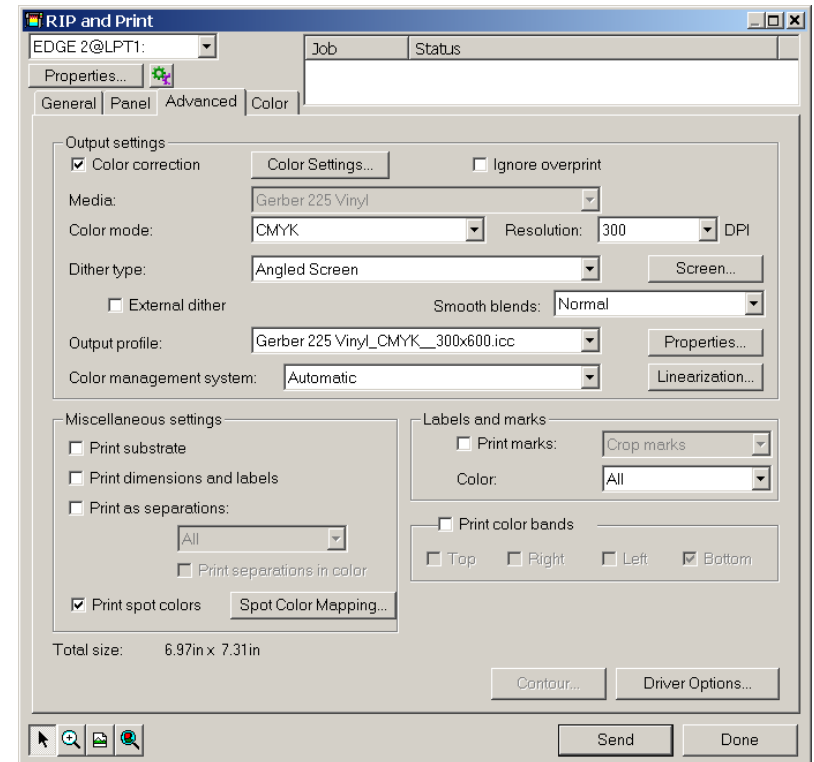 RIP and Print
EDGE 2@LPT1:
Job Status
Properties...
General Panel Advanced Color
Output settings
Color correction Color Settings... Ignore overprint
Media: Gerber 225 Vinyl
Color mode: CMYK Resolution: 300 DPI
Dither type: Angled Screen Screen...
External dither Smooth blends: Normal
Output profile: Gerber 225 Vinyl_CMYK__300x600.icc Properties...
Color management system: Automatic Linearization...
Miscellaneous settings
Print substrate
Print dimensions and labels
Print as separations:
All
Print separations in color
Print spot colors Spot Color Mapping...
Labels and marks
Print marks: Crop marks
Color: All
Print color bands
Top Right Left Bottom
Total size: 6.97in x 7.31in
Contour... Driver Options...
Send Done